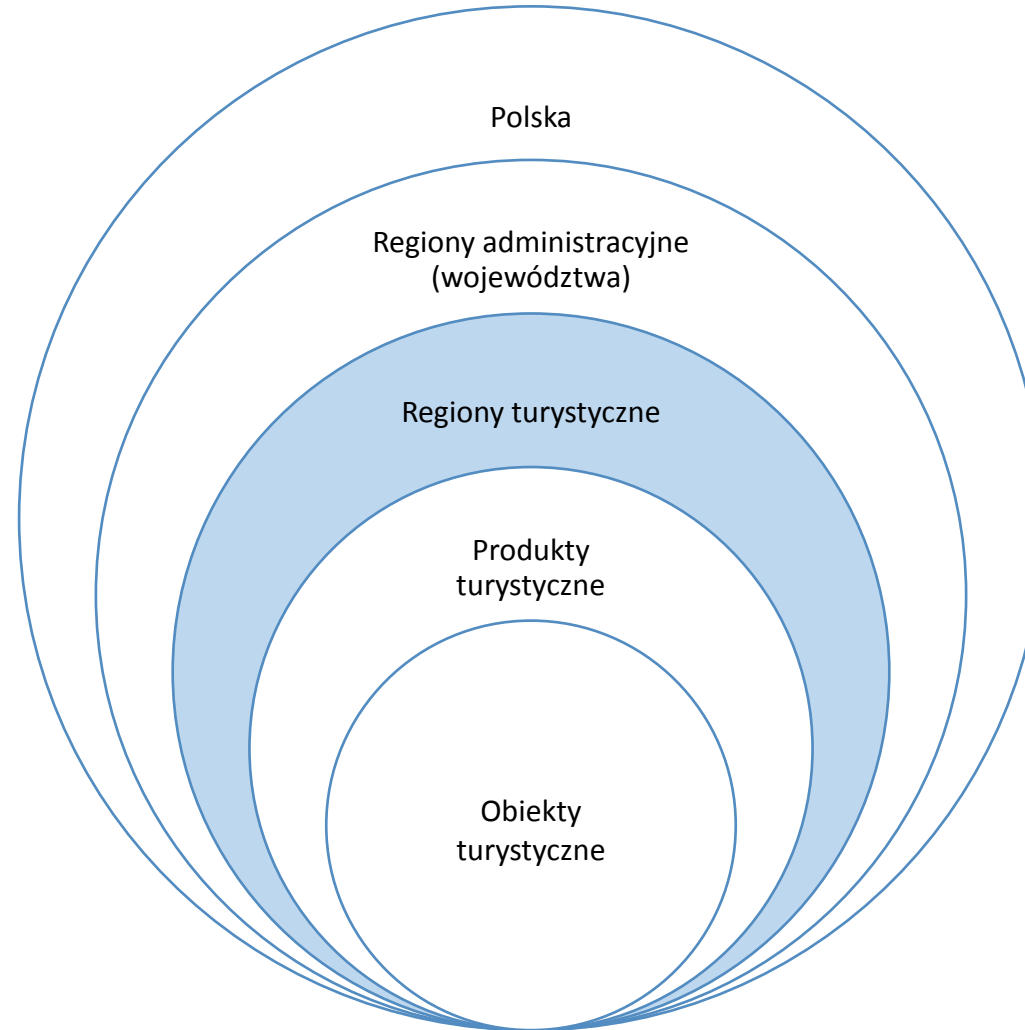 Polska
Regiony administracyjne
(województwa)
Regiony turystyczne
Produkty
turystyczne
Obiekty
turystyczne